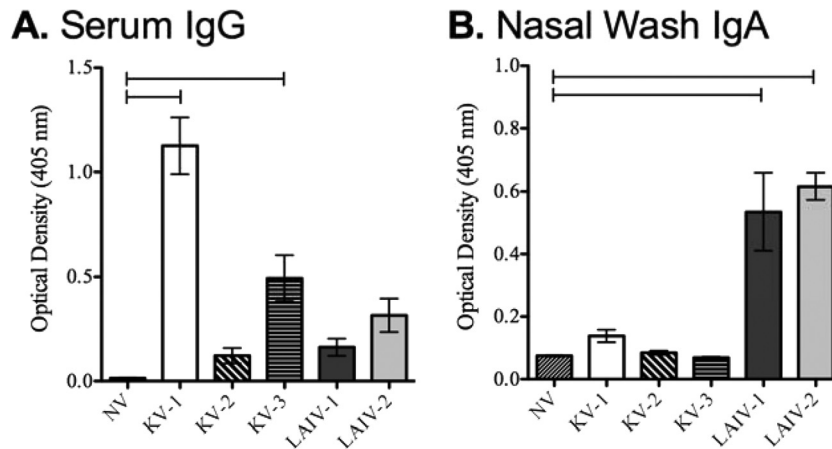 A. Serum IgG
Optical Density (405 nm)
1.5
1.0
0.5
0.0
NV
KV-1
KV-2
KV-3
LAIV-1
LAIV-2
B. Nasal Wash IgA
Optical Density (405 nm)
1.0
0.8
0.6
0.4
0.2
0.0
NV
KV-1
KV-2
KV-3
LAIV-1
LAIV-2